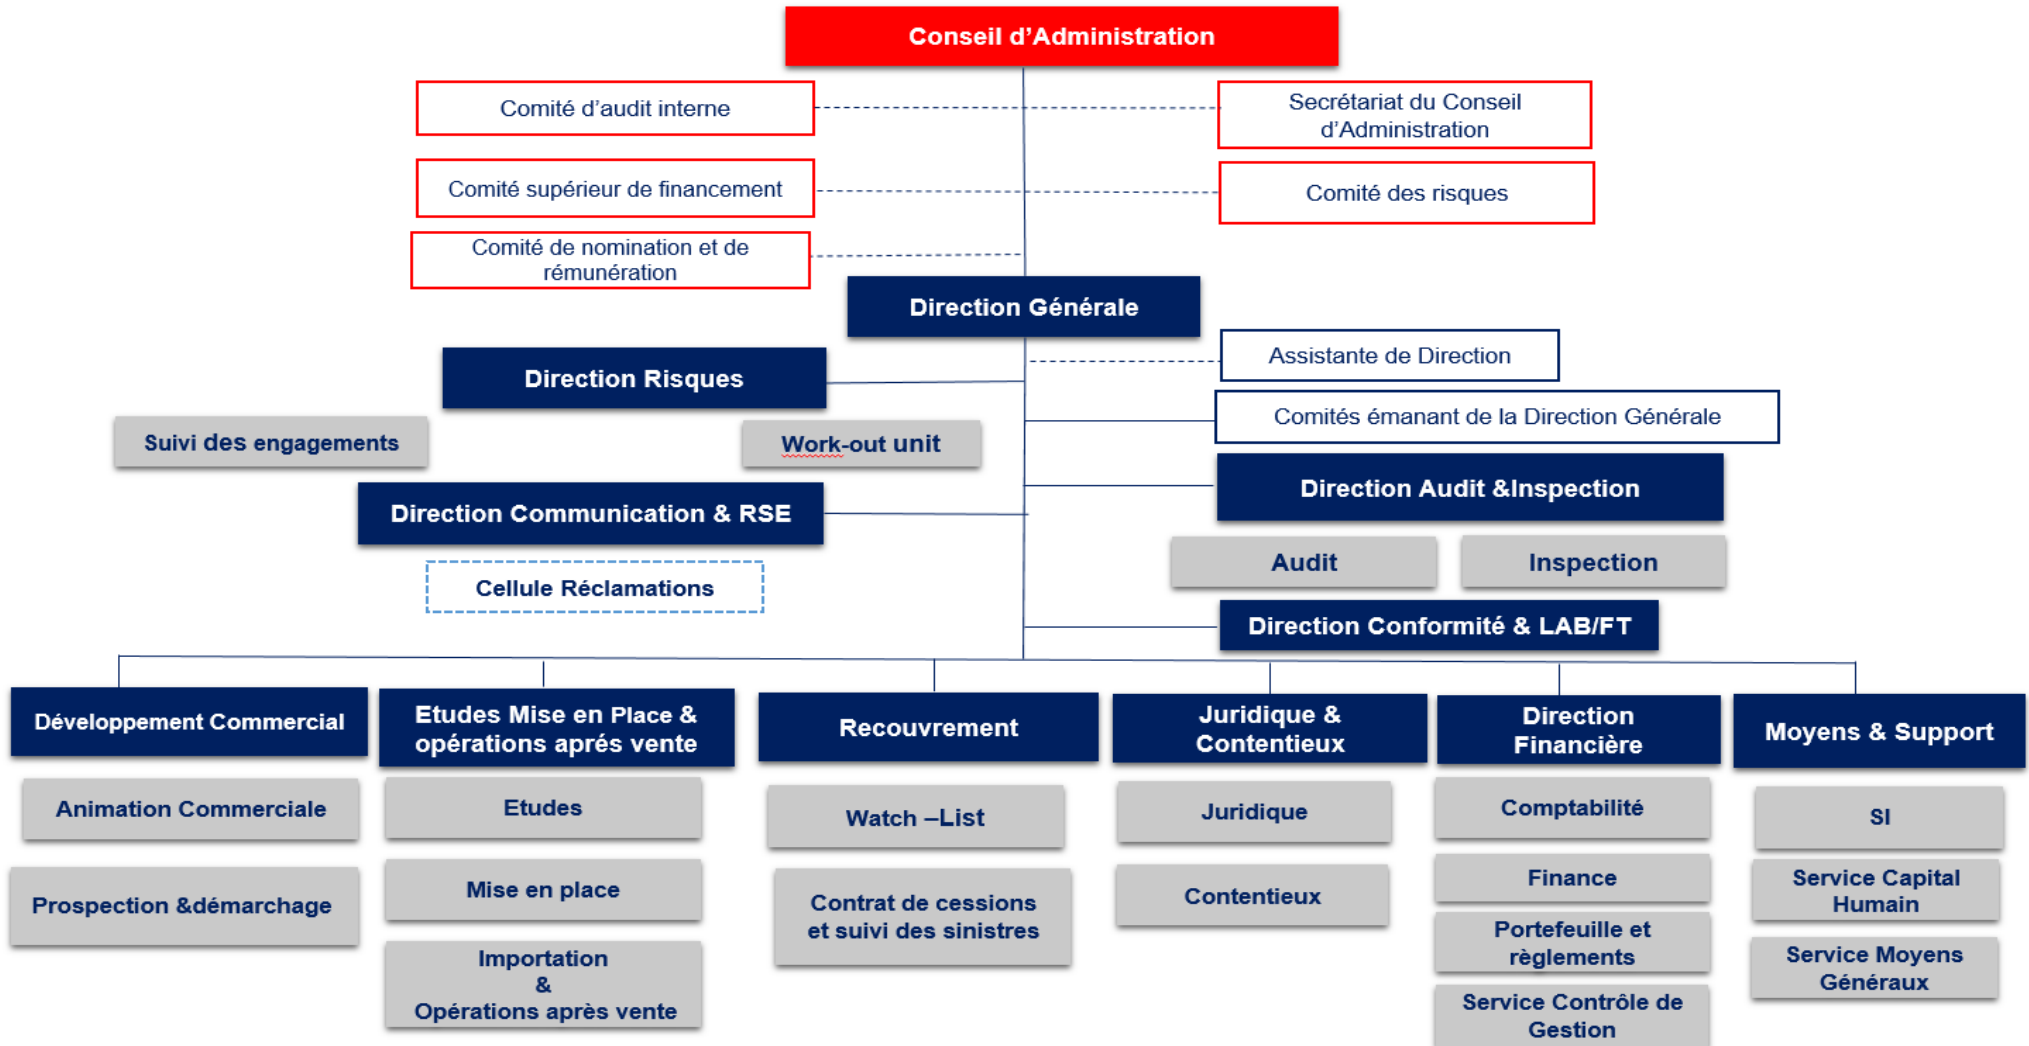 Conseil d’Administration
Comité d’audit interne
Secrétariat du Conseil
d’Administration
Comité supérieur de financement
Comité des risques
Comité de nomination et de
rémunération
Direction Générale
Assistante de Direction
Direction Risques
Comités émanant de la Direction Générale
Suivi des engagements
Work-out unit
Direction Audit &Inspection
Direction Communication & RSE
Audit
Inspection
Cellule Réclamations
Direction Conformité & LAB/FT
Développement Commercial
Etudes Mise en Place &
opérations aprés vente
Recouvrement
Juridique &
Contentieux
Direction
Financière
Moyens & Support
Animation Commerciale
Prospection &démarchage
Etudes
Mise en place
Importation
&
Opérations après vente
Watch –List
Contrat de cessions
et suivi des sinistres
Juridique
Contentieux
Comptabilité
Finance
Portefeuille et
règlements
Service Contrôle de
Gestion
SI
Service Capital
Humain
Service Moyens
Généraux